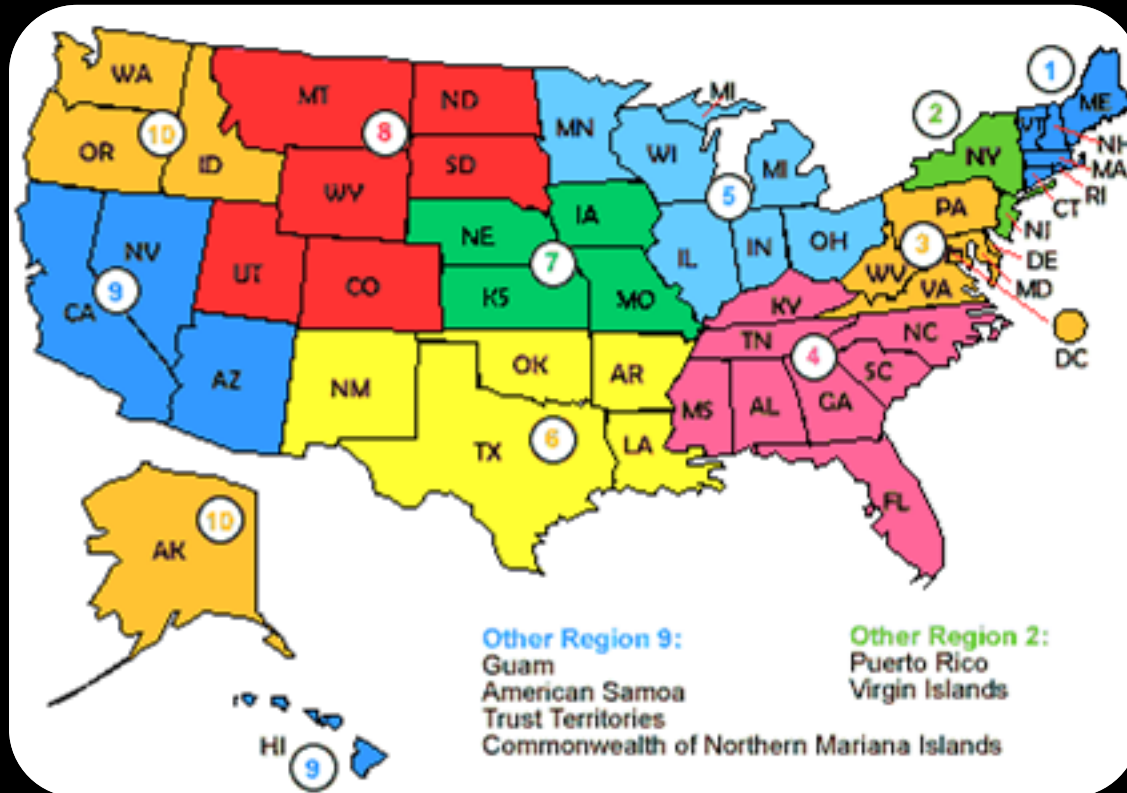 WA
MT
ND
MN
MI
1
ME
2
VT
NH
OR
10
ID
8
SD
WI
MI
NY
MA
RI
CT
WY
5
PA
NJ
NV
UT
NE
IA
IL
IN
OH
3
DE
WV
MD
VA
CA
9
CO
7
KS
MO
KY
DC
AZ
NM
OK
AR
TN
4
NC
SC
MS
AL
GA
TX
6
LA
FL
AK
10
HI
9
Other Region 9:
Guam
American Samoa
Trust Territories
Commonwealth of Northern Mariana Islands
Other Region 2:
Puerto Rico
Virgin Islands